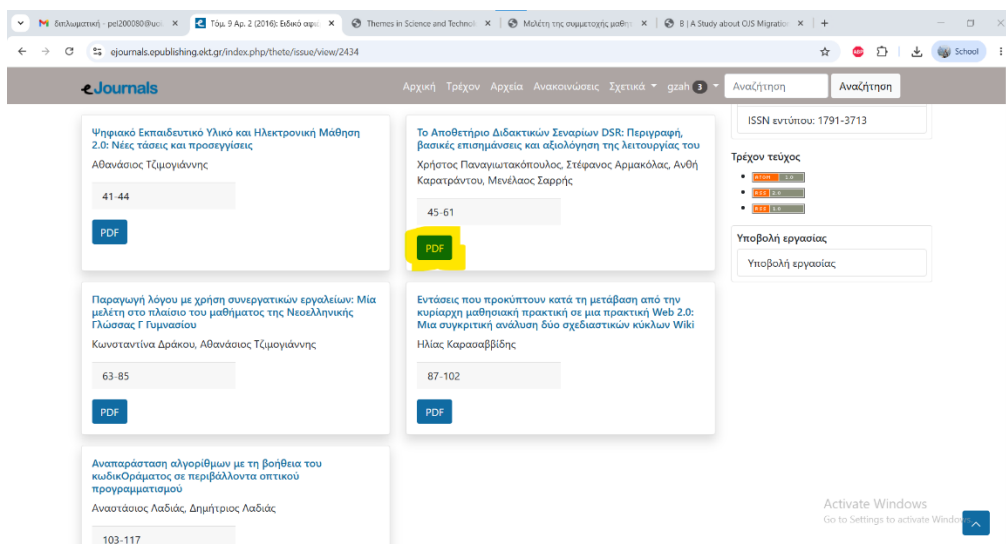 διπλωματική - pel200080@uoi
Τόμ. 9 Αρ. 2 (2016): Ειδικό αφιε
Themes in Science and Technol
Μελέτη της συμμετοχής μαθητ
B | A Study about OJS Migration
ejournals.epublishing.ekt.gr/index.php/thete/issue/view/2434
School
eJournals
Αρχική Τρέχον Αρχεία Ανακοινώσεις Σχετικά gzah 3
Αναζήτηση
Αναζήτηση
Ψηφιακό Εκπαιδευτικό Υλικό και Ηλεκτρονική Μάθηση
2.0: Νέες τάσεις και προσεγγίσεις
Αθανάσιος Τζιμογιάννης
41-44
PDF
Το Αποθετήριο Διδακτικών Σεναρίων DSR: Περιγραφή,
βασικές επισημάνσεις και αξιολόγηση της λειτουργίας του
Χρήστος Παναγιωτακόπουλος, Στέφανος Αρμακόλας, Ανθή
Καρατράντου, Μενέλαος Σαρρής
45-61
PDF
Παραγωγή λόγου με χρήση συνεργατικών εργαλείων: Μία
μελέτη στο πλαίσιο του μαθήματος της Νεοελληνικής
Γλώσσας Γ Γυμνασίου
Κωνσταντίνα Δράκου, Αθανάσιος Τζιμογιάννης
63-85
PDF
Εντάσεις που προκύπτουν κατά τη μετάβαση από την
κυρίαρχη μαθησιακή πρακτική σε μια πρακτική Web 2.0:
Μια συγκριτική ανάλυση δύο σχεδιαστικών κύκλων Wiki
Ηλίας Καρασαββίδης
87-102
PDF
Αναπαράσταση αλγορίθμων με τη βοήθεια του
κωδικΟράματος σε περιβάλλοντα οπτικού
προγραμματισμού
Αναστάσιος Λαδιάς, Δημήτριος Λαδιάς
103-117
ISSN εντύπου: 1791-3713
Τρέχον τεύχος
ATOM 1.0
RSS 2.0
RSS 1.0
Υποβολή εργασίας
Υποβολή εργασίας
Activate Windows
Go to Settings to activate Windows